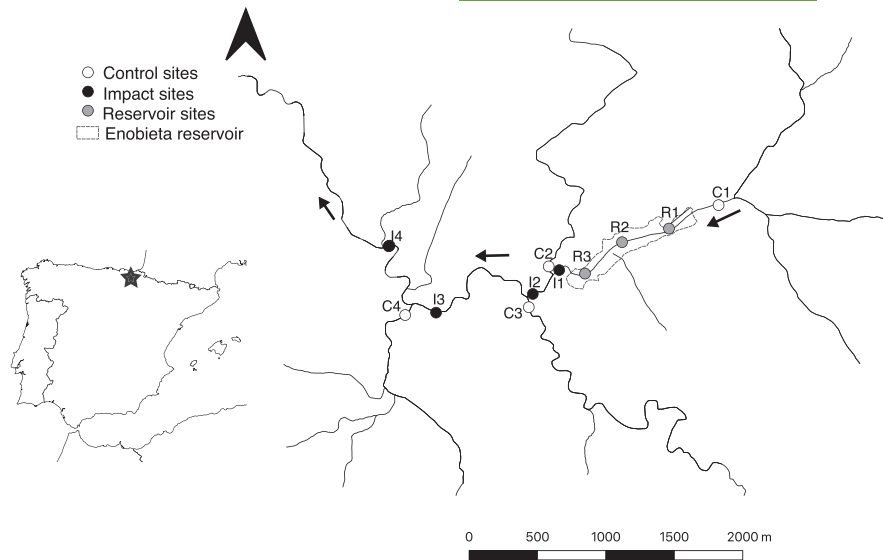 Control sites
Impact sites
Reservoir sites
Enobieta reservoir
C1
R1
R2
I4
C2
R3
I1
I2
I3
C4
C3
0 500 1000 1500 2000 m